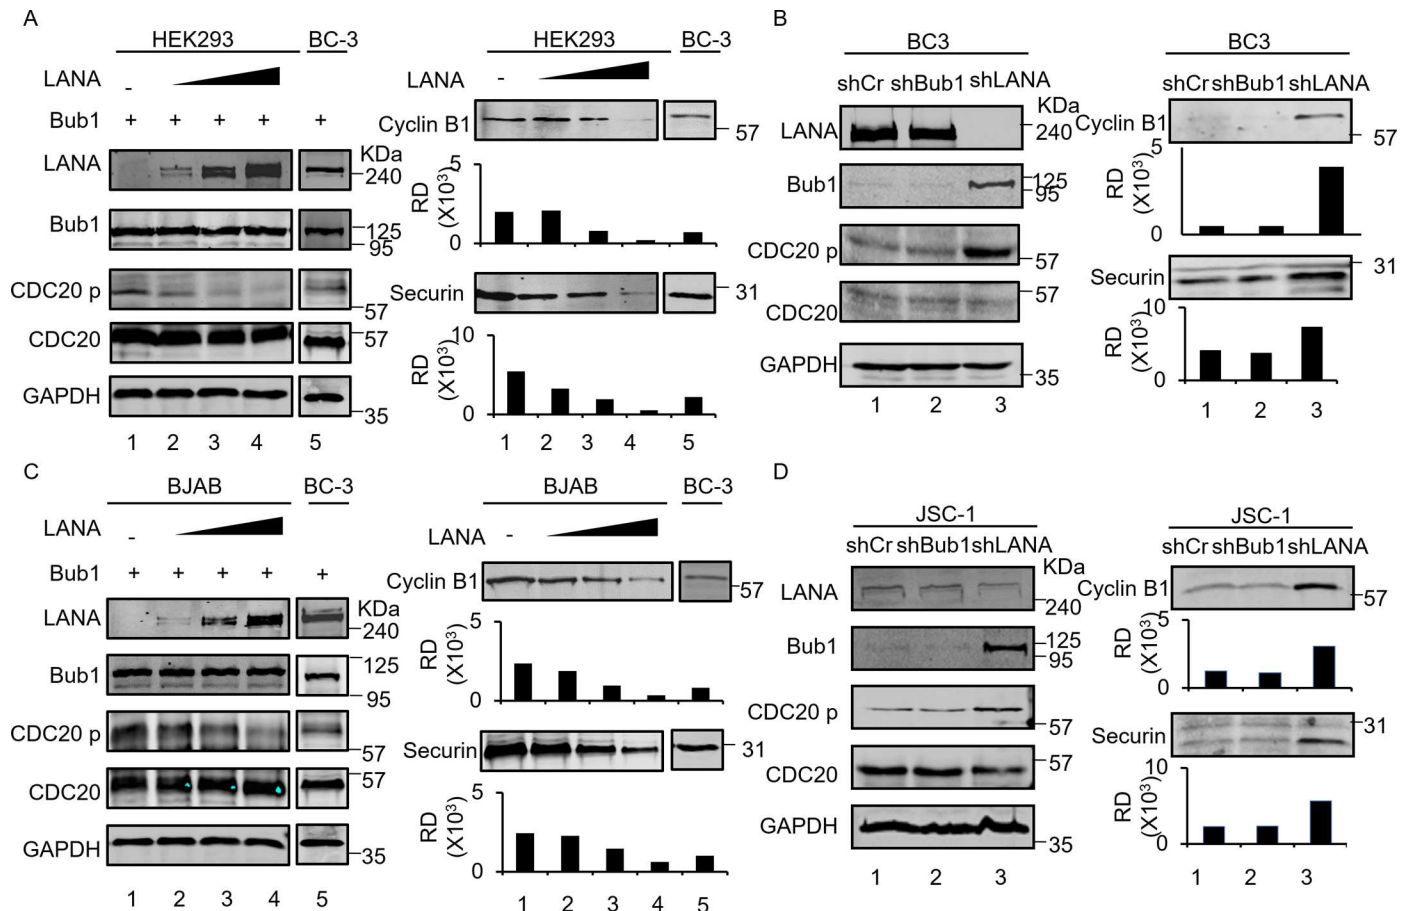 A
HEK293 BC-3
LANA -
Bub1 + + + + +
LANA KDa
240
Bub1 125
95
CDC20 p
57
CDC20 57
GAPDH
35
1 2 3 4 5
HEK293 BC-3
LANA -
Cyclin B1 57
5
RD
(X10³)
0
Securin 31
10
RD
(X10³)
0
1 2 3 4 5
B
BC3
shCr shBub1 shLANA
KDa
LANA 240
Bub1 125
95
CDC20 p 57
CDC20 57
GAPDH 35
1 2 3
BC3
shCr shBub1 shLANA
Cyclin B1 57
5
RD
(X10³)
0
Securin 31
10
RD
(X10³)
0
1 2 3
C
BJAB BC-3
LANA -
Bub1 + + + + +
LANA KDa
240
Bub1 125
95
CDC20 p
57
CDC20 57
GAPDH
35
1 2 3 4 5
BJAB BC-3
LANA -
Cyclin B1 57
5
RD
(X10³)
0
Securin 31
5
RD
(X10³)
0
1 2 3 4 5
D
JSC-1
shCr shBub1 shLANA
KDa
LANA 240
Bub1 125
95
CDC20 p 57
CDC20 57
GAPDH 35
1 2 3
JSC-1
shCr shBub1 shLANA
Cyclin B1 57
5
RD
(X10³)
0
Securin 31
10
RD
(X10³)
0
1 2 3